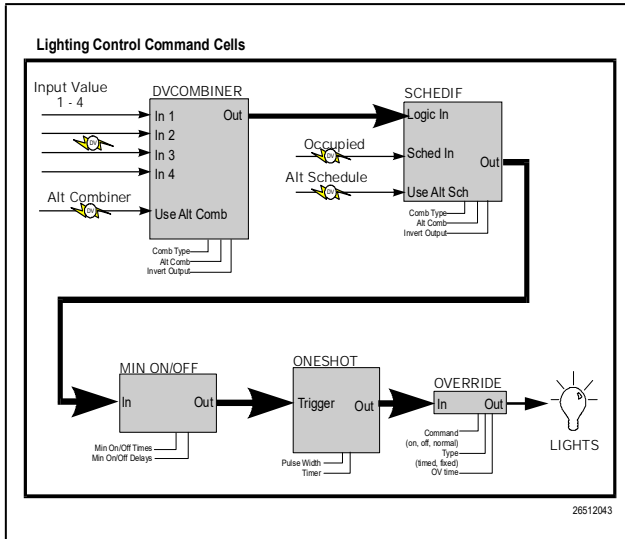 Lighting Control Command Cells
Input Value
1 - 4
DVCOMBINER
In 1
Out
In 2
DV
In 3
In 4
Alt Combiner
DV
Use Alt Comb
Comb Type
Alt Comb
Invert Output
SCHEDIF
Logic In
Occupied
DV
Sched In
Out
Alt Schedule
DV
Use Alt Sch
Comb Type
Alt Comb
Invert Output
MIN ON/OFF
In
Out
Min On/Off Times
Min On/Off Delays
ONESHOT
Trigger
Out
Pulse Width
Timer
OVERRIDE
In
Out
Command
(on, off, normal)
Type
(timed, fixed)
OV time
LIGHTS
26512043